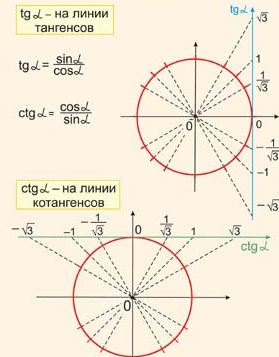 tg α – на линии
тангенсов
tg α
√3
1
1/√3
0
0
-1/√3
-1
-√3
tg α = sin α / cos α
ctg α = cos α / sin α
ctg α – на линии
котангенсов
-√3 -1 -1/√3 0 1/√3 1 √3
ctg α
0